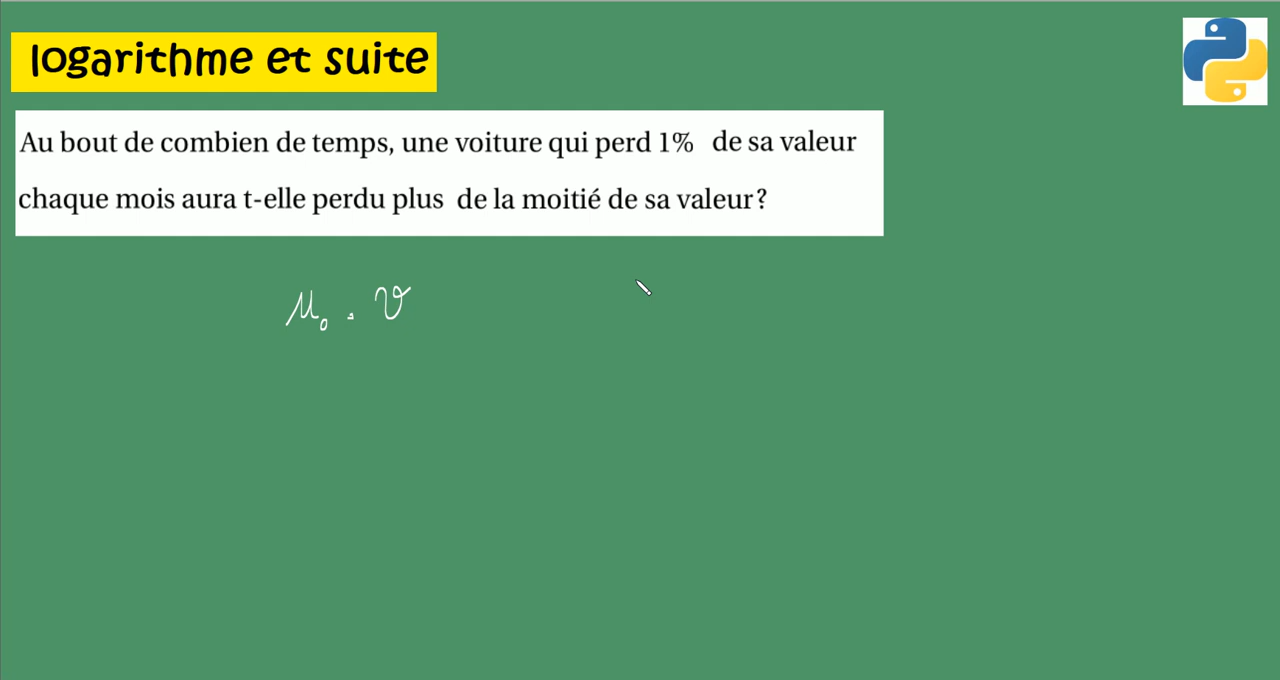 logarithme et suite
Au bout de combien de temps, une voiture qui perd 1% de sa valeur
chaque mois aura t-elle perdu plus de la moitié de sa valeur?
u₀ = v